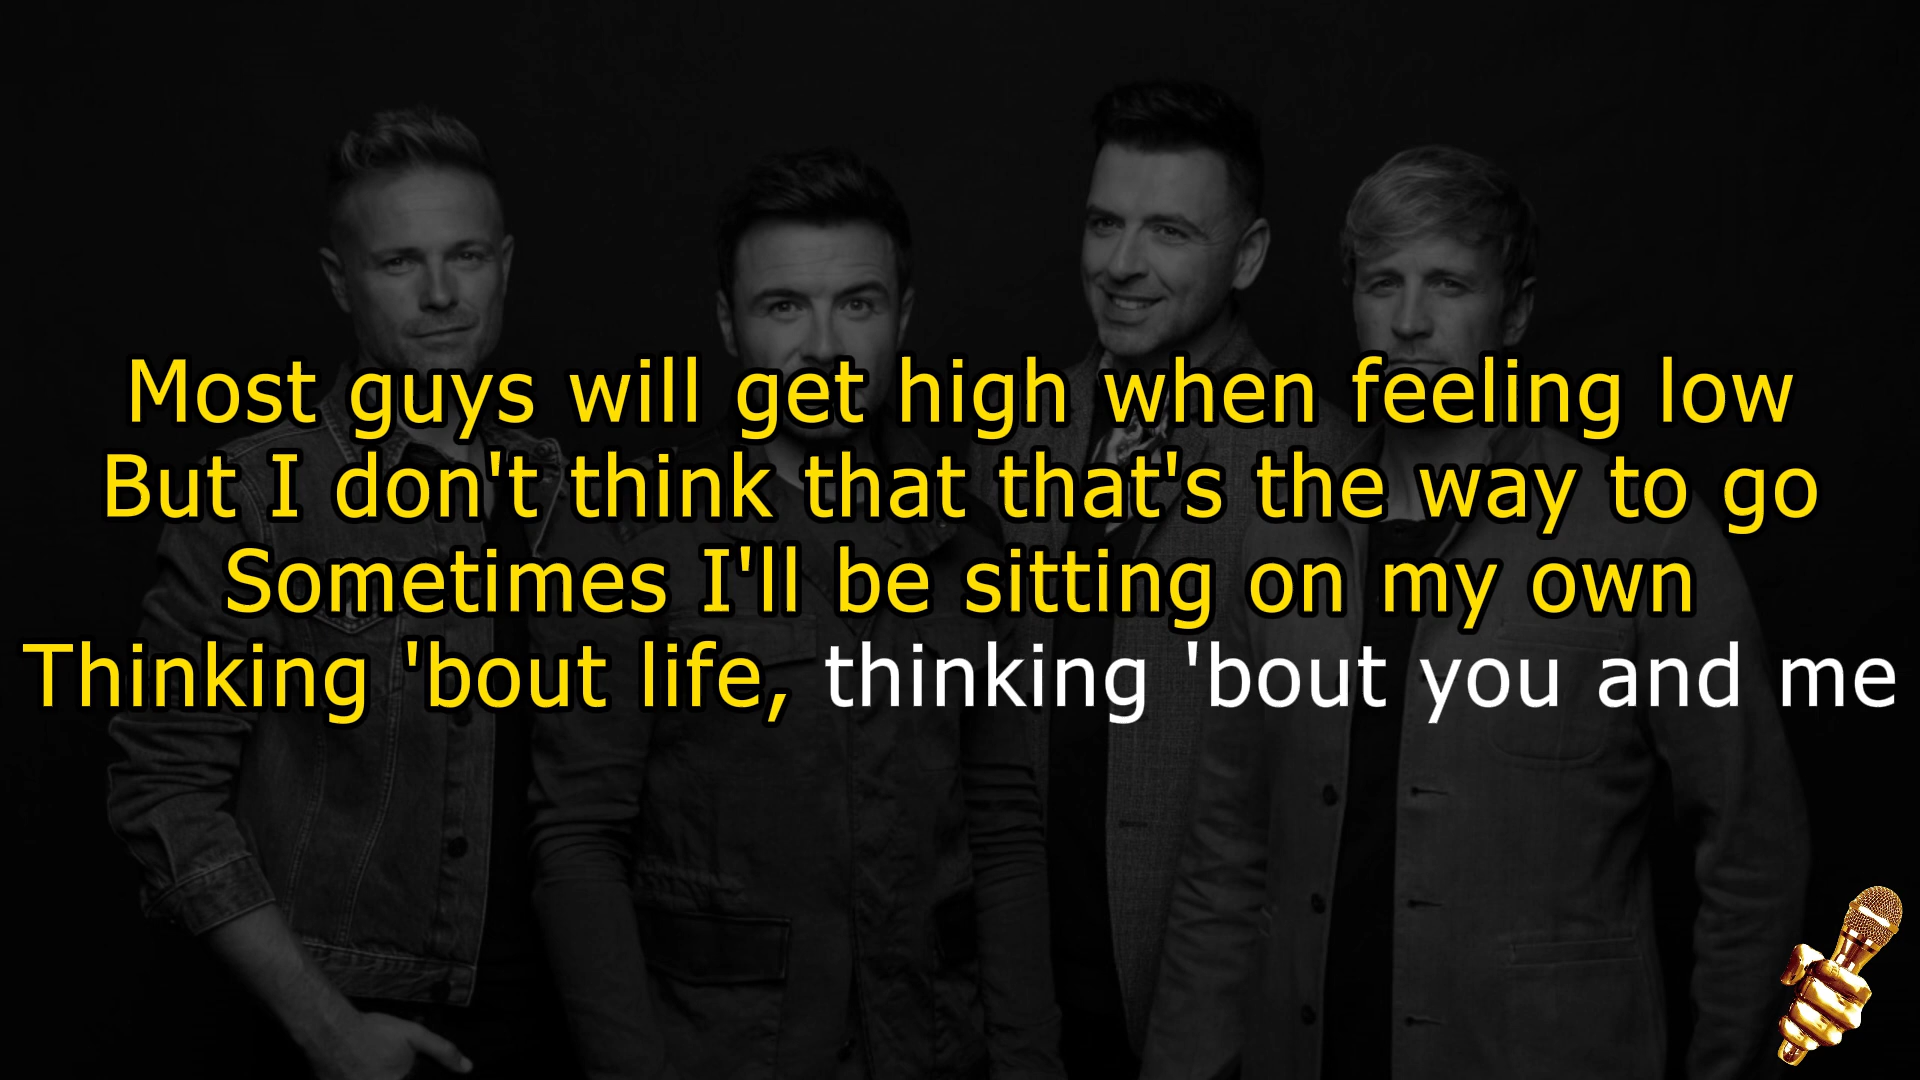 Most guys will get high when feeling low
But I don't think that that's the way to go
Sometimes I'll be sitting on my own
Thinking 'bout life, thinking 'bout you and me